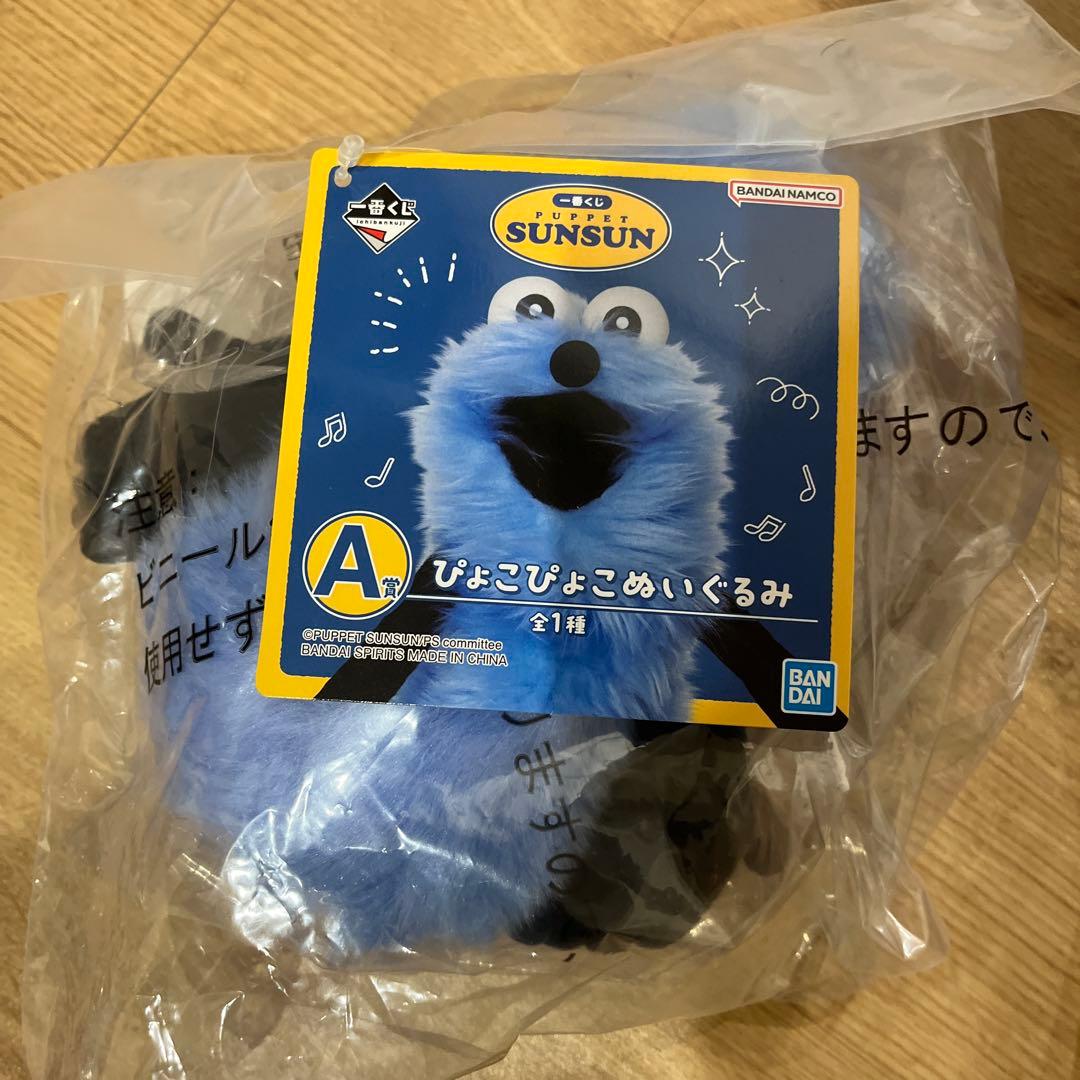 一番くじ
ichibankuji
一番くじ
PUPPET
SUNSUN
BANDAI NAMCO
A賞
ぴょこぴょこぬいぐるみ
全1種
©PUPPET SUNSUN/PS committee
BANDAI SPIRITS MADE IN CHINA
BAN
DAI
注意:
ビニール
使用せず
ますので、
ますの